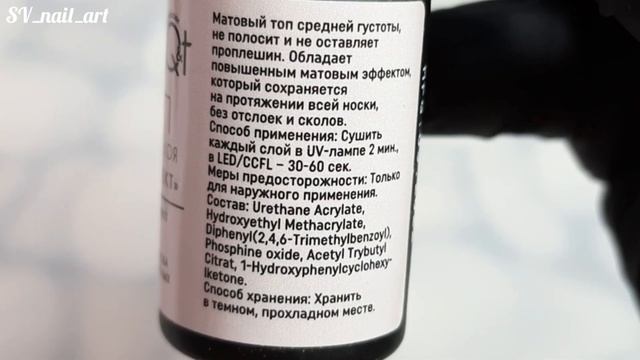 SV_nail_art
Матовый топ средней густоты,
не полосит и не оставляет
проплешин. Обладает
повышенным матовым эффектом,
который сохраняется
на протяжении всей носки,
без отслоек и сколов.
Способ применения: Сушить
каждый слой в UV-лампе 2 мин.,
в LED/CCFL – 30-60 сек.
Меры предосторожности: Только
для наружного применения.
Состав: Urethane Acrylate,
Hydroxyethyl Methacrylate,
Diphenyl(2,4,6-Trimethylbenzoyl),
Phosphine oxide, Acetyl Trybutyl
Citrat, 1-Hydroxyphenylcyclohexy-
lketone.
Способ хранения: Хранить
в темном, прохладном месте.